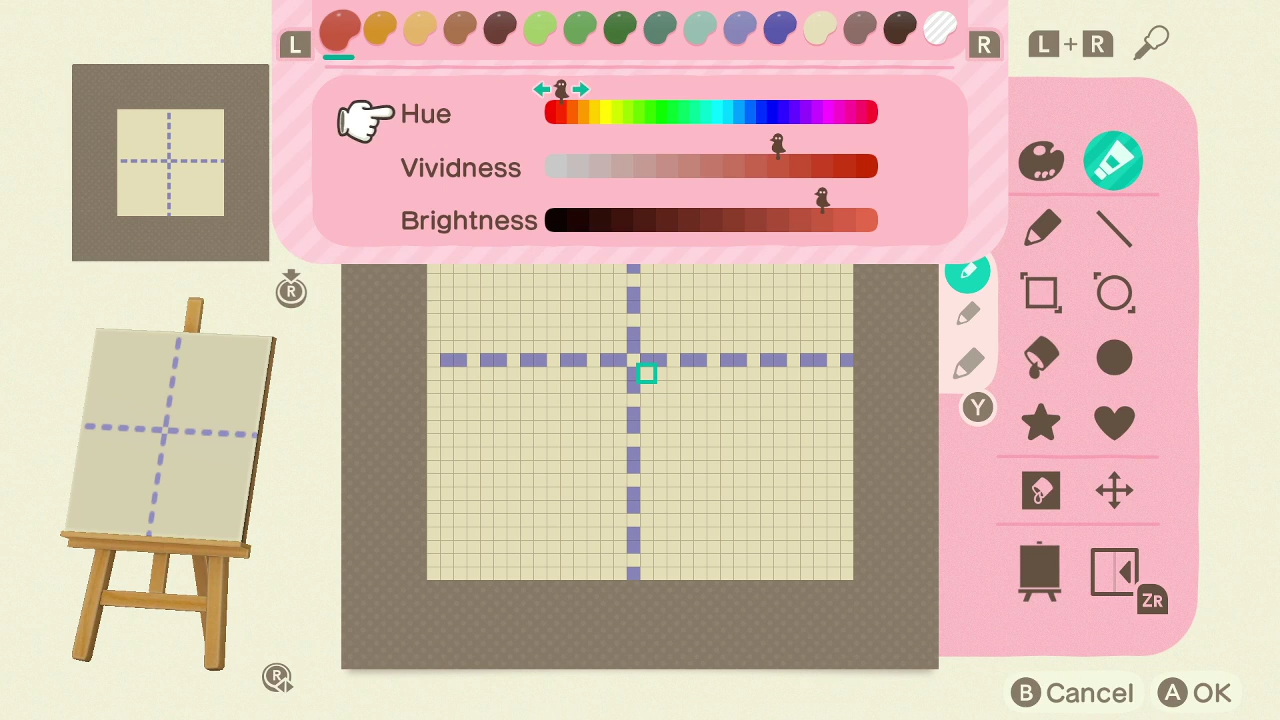 L
R
L + R
Hue
Vividness
Brightness
R
Y
ZR
R
B Cancel A OK